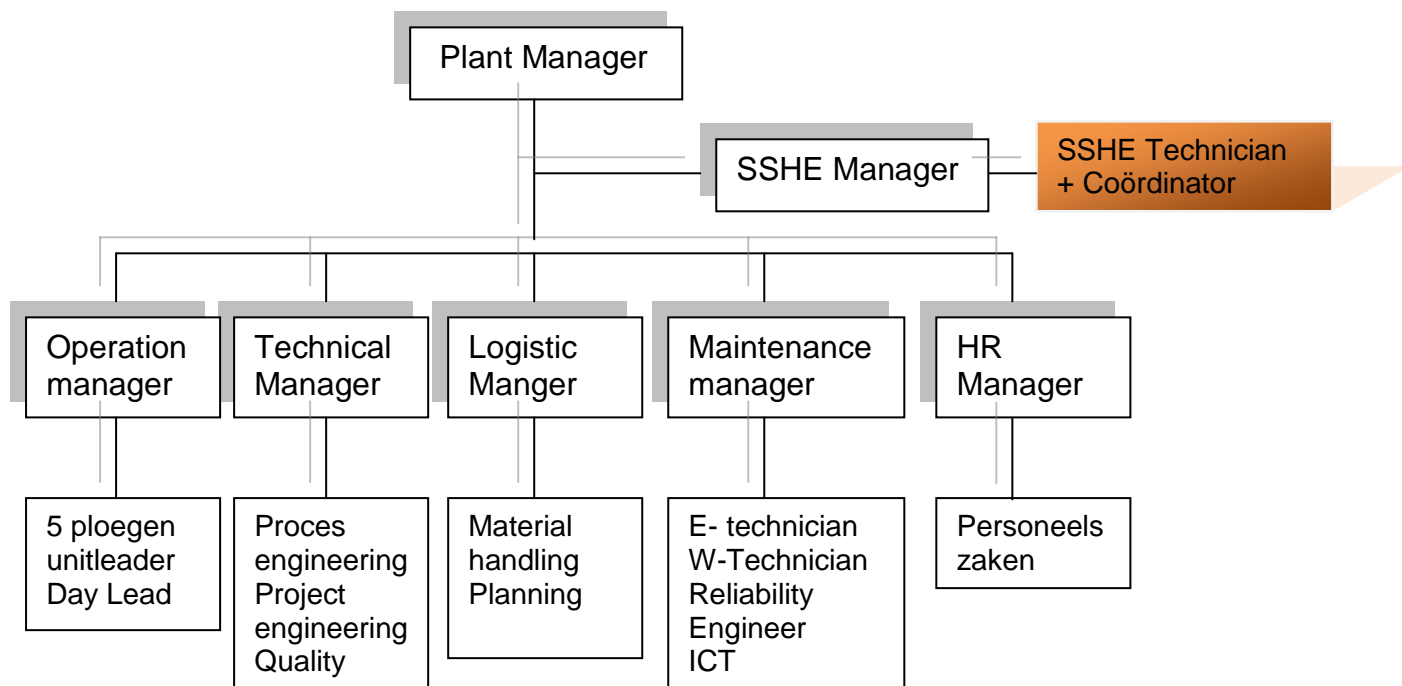 Plant Manager
SSHE Manager
SSHE Technician
+ Coördinator
Operation
manager
Technical
Manager
Logistic
Manger
Maintenance
manager
HR
Manager
5 ploegen
unitleader
Day Lead
Proces
engineering
Project
engineering
Quality
Material
handling
Planning
E- technician
W-Technician
Reliability
Engineer
ICT
Personeels
zaken